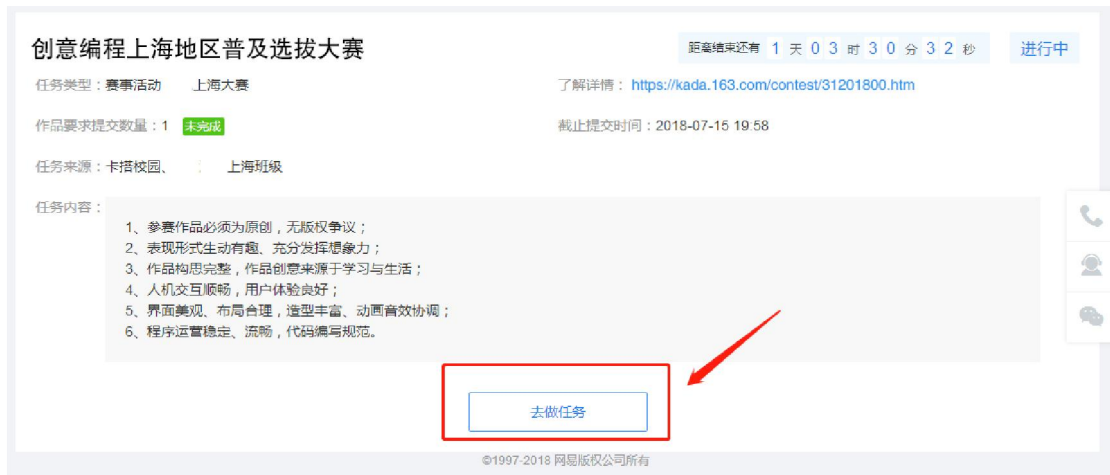 创意编程上海地区普及选拔大赛
距离结束还有 1 天 0 3 时 3 0 分 3 2 秒 进行中
任务类型：赛事活动 上海大赛
了解详情： https://kada.163.com/contest/31201800.htm
作品要求提交数量：1 未完成
截止提交时间：2018-07-15 19:58
任务来源：卡搭校园、 上海班级
任务内容：
1、参赛作品必须为原创，无版权争议；
2、表现形式生动有趣、充分发挥想象力；
3、作品构思完整，作品创意来源于学习与生活；
4、人机交互顺畅，用户体验良好；
5、界面美观、布局合理，造型丰富、动画音效协调；
6、程序运营稳定、流畅，代码编写规范。
去做任务
©1997-2018 网易版权公司所有